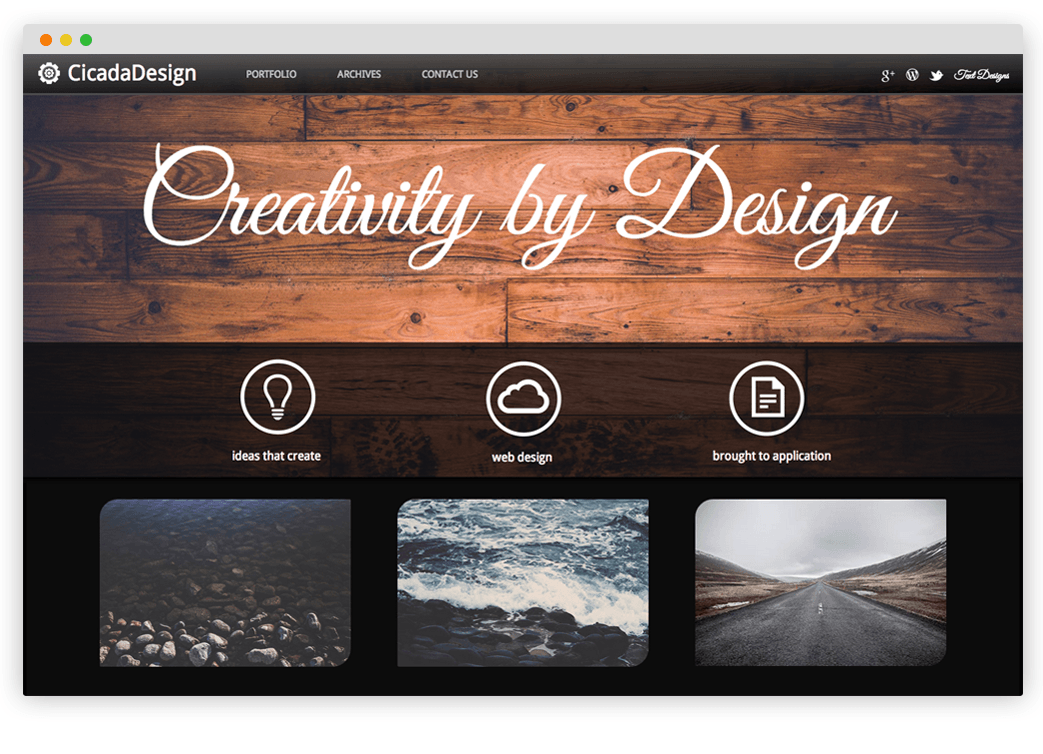 CicadaDesign PORTFOLIO ARCHIVES CONTACT US g+ Text Designs
Creativity by Design
ideas that create web design brought to application